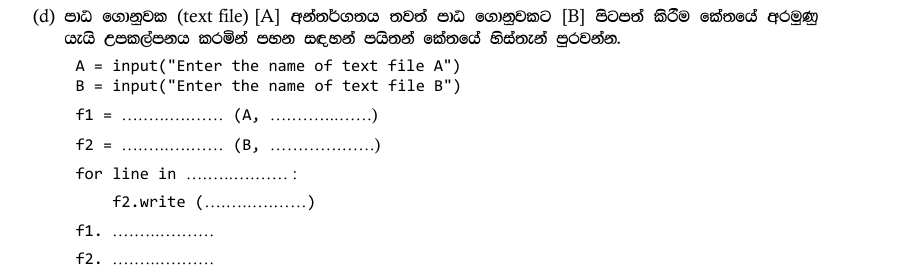 (d) පාඨ ගොනුවක (text file) [A] අන්තර්ගතය තවත් පාඨ ගොනුවකට [B] පිටපත් කිරීම කේතයේ අරමුණු
යැයි උපකල්පනය කරමින් පහන සඳහන් පයිතන් කේතයේ හිස්තැන් පුරවන්න.
A = input("Enter the name of text file A")
B = input("Enter the name of text file B")
f1 = ................... (A, ...................)
f2 = ................... (B, ...................)
for line in ................... :
f2.write (...................)
f1. ...................
f2. ...................